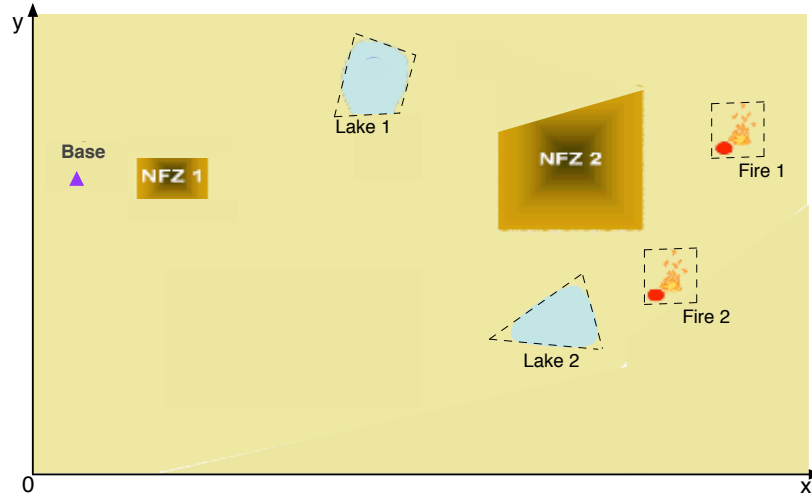 y
Lake 1
Base
NFZ 1
NFZ 2
Fire 1
Fire 2
Lake 2
0
x